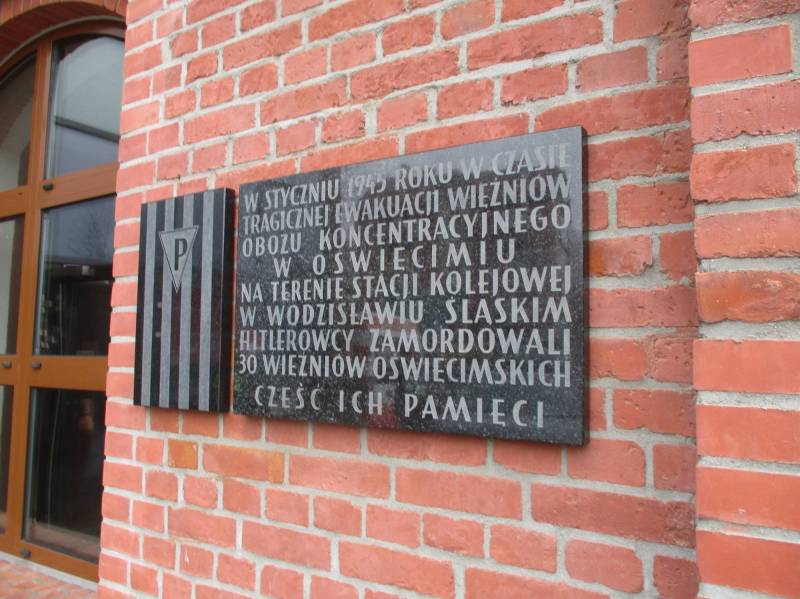 P
W STYCZNIU 1945 ROKU W CZASIE
TRAGICZNEJ EWAKUACJI WIĘŹNIÓW
OBOZU KONCENTRACYJNEGO
W OŚWIĘCIMIU
NA TERENIE STACJI KOLEJOWEJ
W WODZISŁAWIU ŚLĄSKIM
HITLEROWCY ZAMORDOWALI
30 WIĘŹNIÓW OŚWIĘCIMSKICH
CZEŚĆ ICH PAMIĘCI